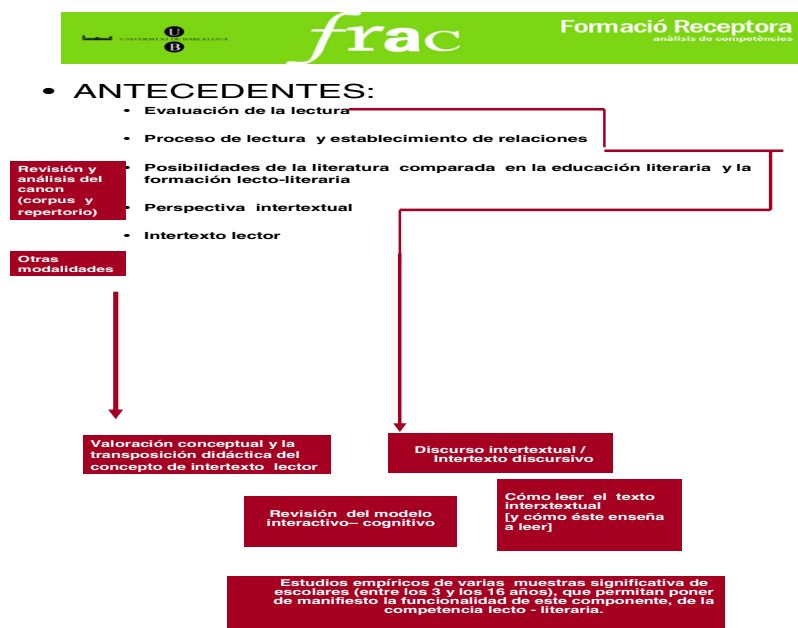 UNIVERSITAT DE BARCELONA
U
B
frac
Formació Receptora
anàlisis de competències
• ANTECEDENTES:
• Evaluación de la lectura
• Proceso de lectura y establecimiento de relaciones
• Posibilidades de la literatura comparada en la educación literaria y la
formación lecto-literaria
• Perspectiva intertextual
• Intertexto lector
Revisión y
análisis del
canon
(corpus y
repertorio)
Otras
modalidades
Valoración conceptual y la
transposición didáctica del
concepto de intertexto lector
Discurso intertextual /
Intertexto discursivo
Revisión del modelo
interactivo– cognitivo
Cómo leer el texto
interxtextual
[y cómo éste enseña
a leer]
Estudios empíricos de varias muestras significativa de
escolares (entre los 3 y los 16 años), que permitan poner
de manifiesto la funcionalidad de este componente, de la
competencia lecto - literaria.